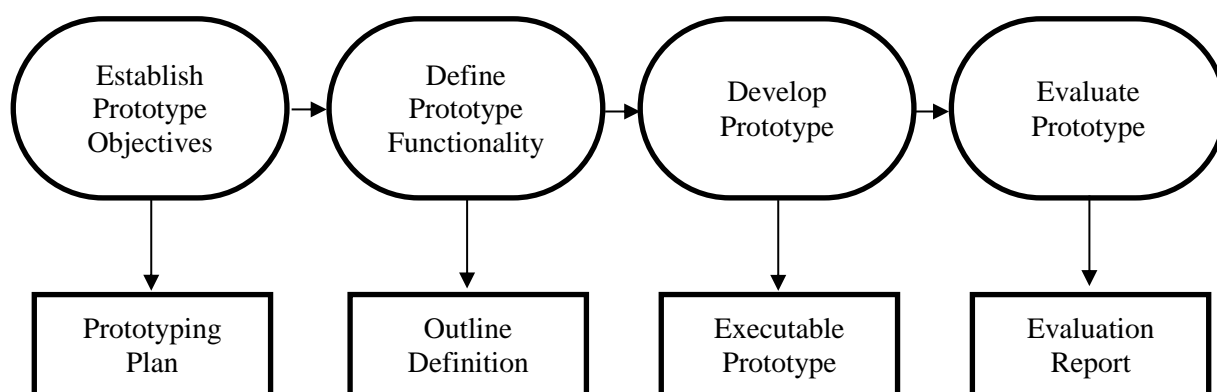 Establish
Prototype
Objectives
Define
Prototype
Functionality
Develop
Prototype
Evaluate
Prototype
Prototyping
Plan
Outline
Definition
Executable
Prototype
Evaluation
Report